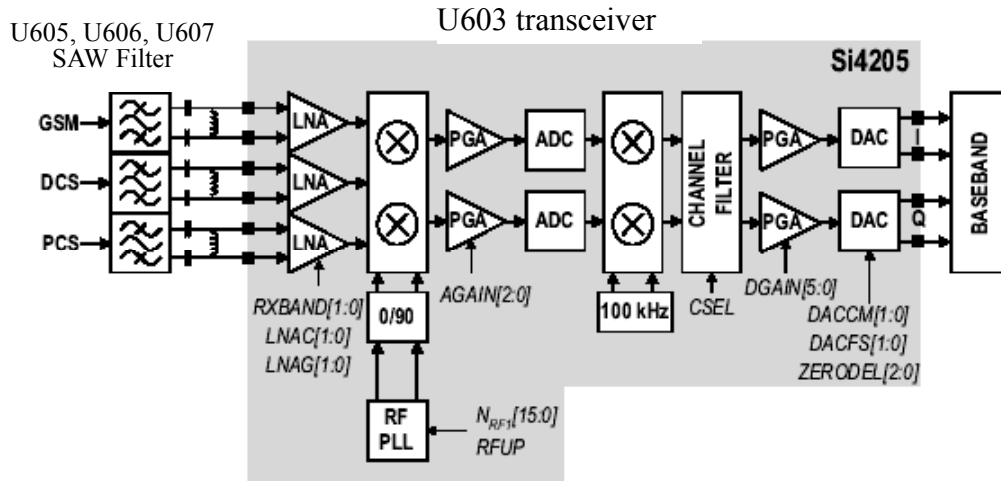 U603 transceiver
U605, U606, U607
SAW Filter
Si4205
GSM
DCS
PCS
LNA
LNA
LNA
PGA
PGA
ADC
ADC
CHANNEL
FILTER
PGA
PGA
DAC
DAC
I
Q
BASEBAND
RXBAND[1:0]
LNAC[1:0]
LNAG[1:0]
0/90
AGAIN[2:0]
100 kHz
CSEL
DGAIN[5:0]
DACCM[1:0]
DACFS[1:0]
ZERODEL[2:0]
RF
PLL
NRF1[15:0]
RFUP